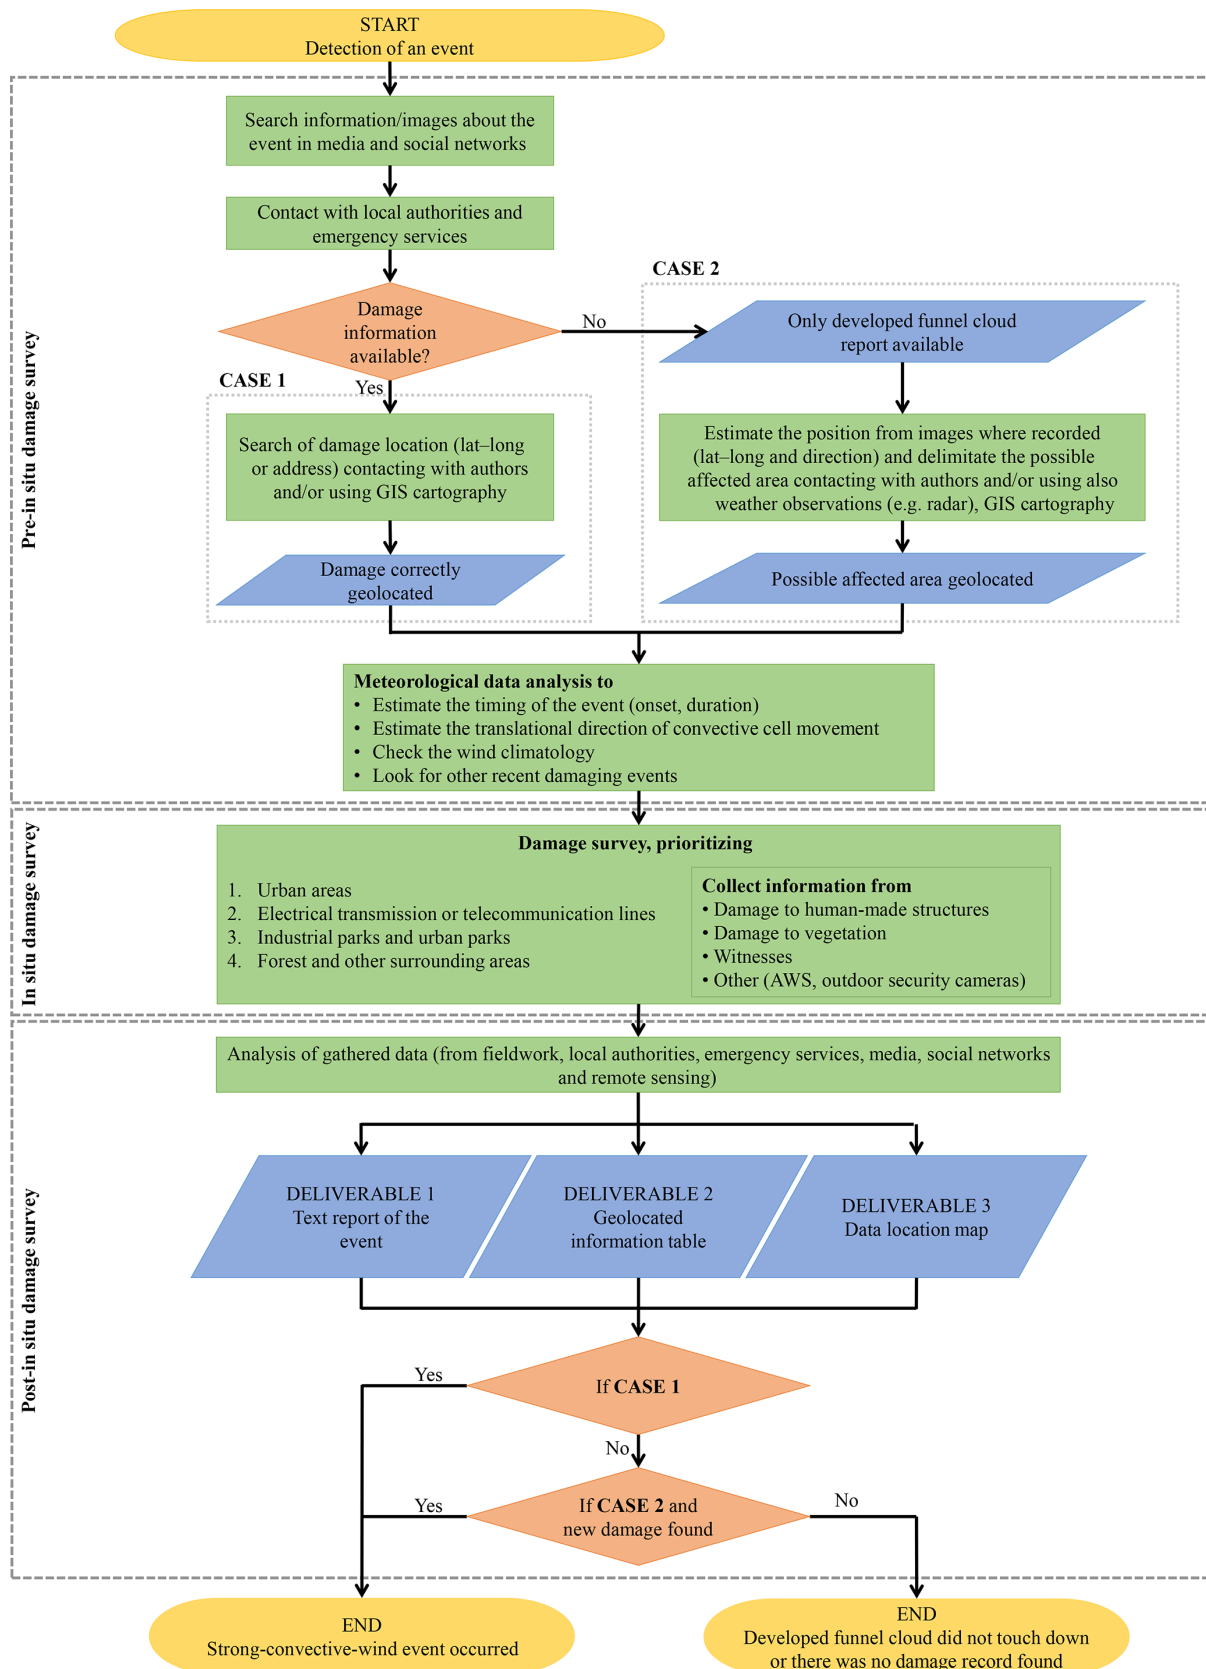 START
Detection of an event
Pre-in situ damage survey
Search information/images about the
event in media and social networks
Contact with local authorities and
emergency services
Damage
information
available?
No
Yes
CASE 2
Only developed funnel cloud
report available
Estimate the position from images where recorded
(lat–long and direction) and delimitate the possible
affected area contacting with authors and/or using also
weather observations (e.g. radar), GIS cartography
Possible affected area geolocated
CASE 1
Search of damage location (lat–long
or address) contacting with authors
and/or using GIS cartography
Damage correctly
geolocated
Meteorological data analysis to
• Estimate the timing of the event (onset, duration)
• Estimate the translational direction of convective cell movement
• Check the wind climatology
• Look for other recent damaging events
In situ damage survey
Damage survey, prioritizing
1. Urban areas
2. Electrical transmission or telecommunication lines
3. Industrial parks and urban parks
4. Forest and other surrounding areas
Collect information from
• Damage to human-made structures
• Damage to vegetation
• Witnesses
• Other (AWS, outdoor security cameras)
Post-in situ damage survey
Analysis of gathered data (from fieldwork, local authorities, emergency services, media, social networks
and remote sensing)
DELIVERABLE 1
Text report of the
event
DELIVERABLE 2
Geolocated
information table
DELIVERABLE 3
Data location map
If CASE 1
Yes
No
If CASE 2 and
new damage found
Yes
No
END
Strong-convective-wind event occurred
END
Developed funnel cloud did not touch down
or there was no damage record found